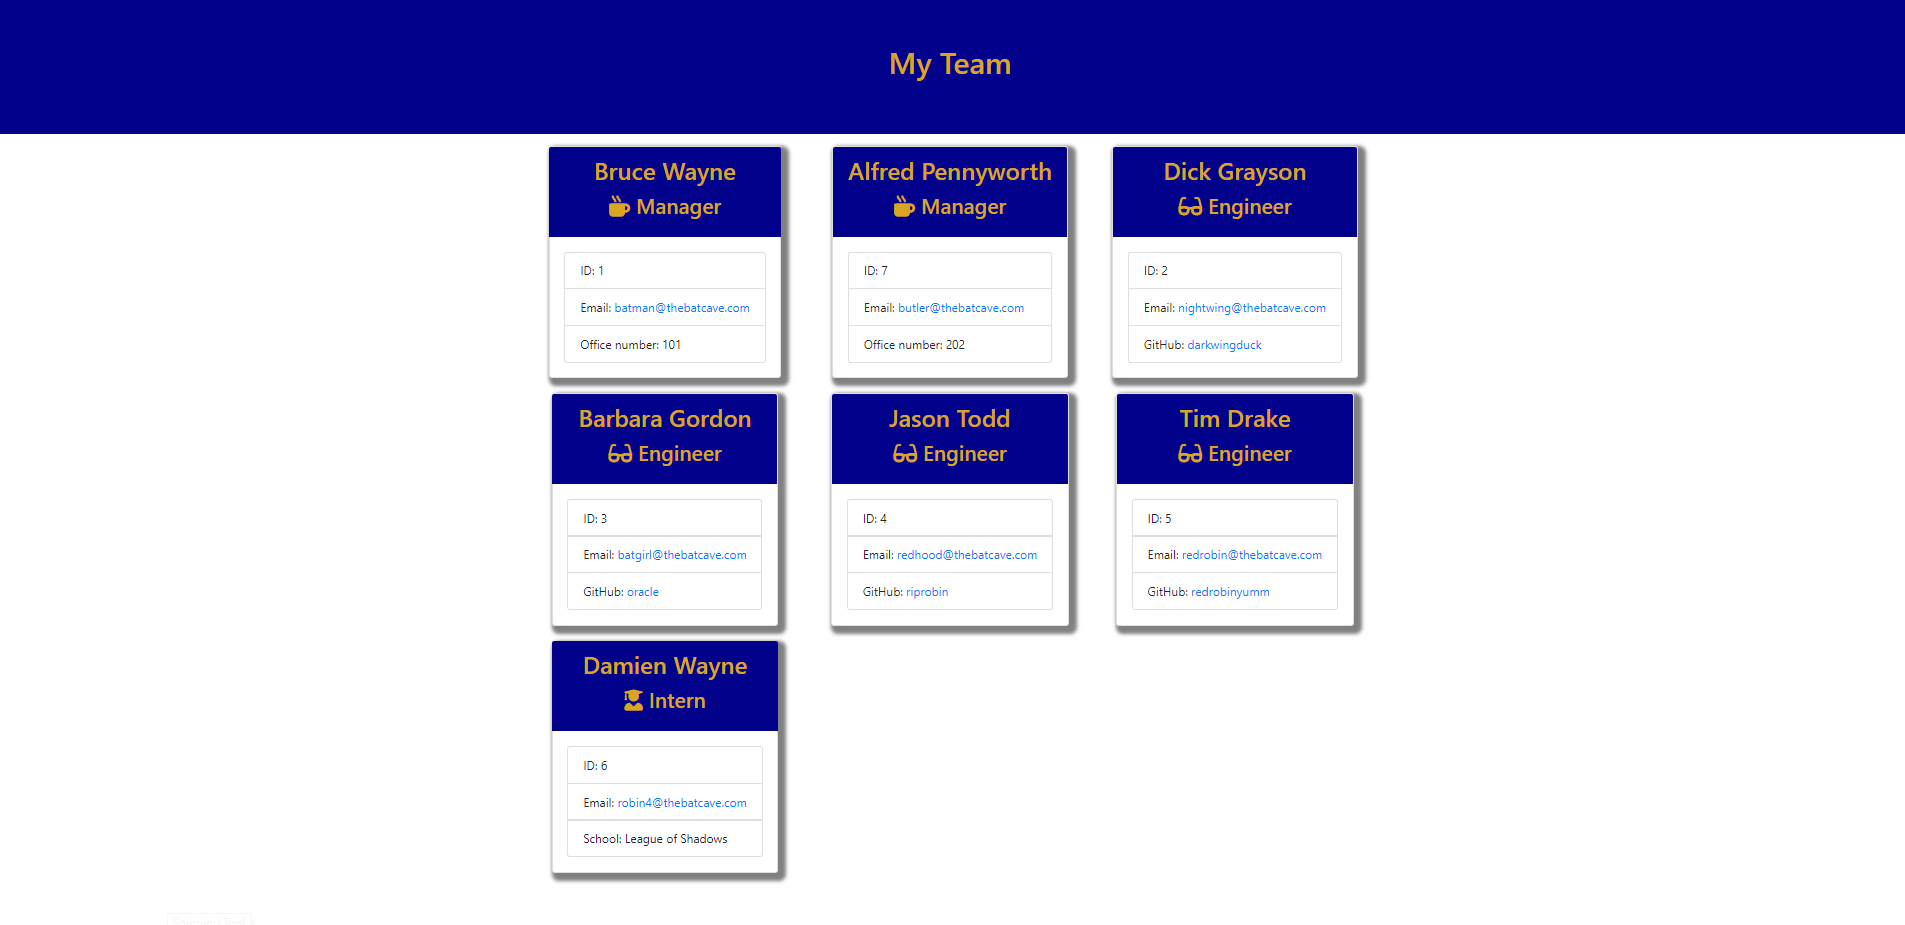 My Team
Bruce Wayne
Manager
ID: 1
Email: batman@thebatcave.com
Office number: 101
Alfred Pennyworth
Manager
ID: 7
Email: butler@thebatcave.com
Office number: 202
Dick Grayson
Engineer
ID: 2
Email: nightwing@thebatcave.com
GitHub: darkwingduck
Barbara Gordon
Engineer
ID: 3
Email: batgirl@thebatcave.com
GitHub: oracle
Jason Todd
Engineer
ID: 4
Email: redhood@thebatcave.com
GitHub: riprobin
Tim Drake
Engineer
ID: 5
Email: redrobin@thebatcave.com
GitHub: redrobinyumm
Damien Wayne
Intern
ID: 6
Email: robin4@thebatcave.com
School: League of Shadows